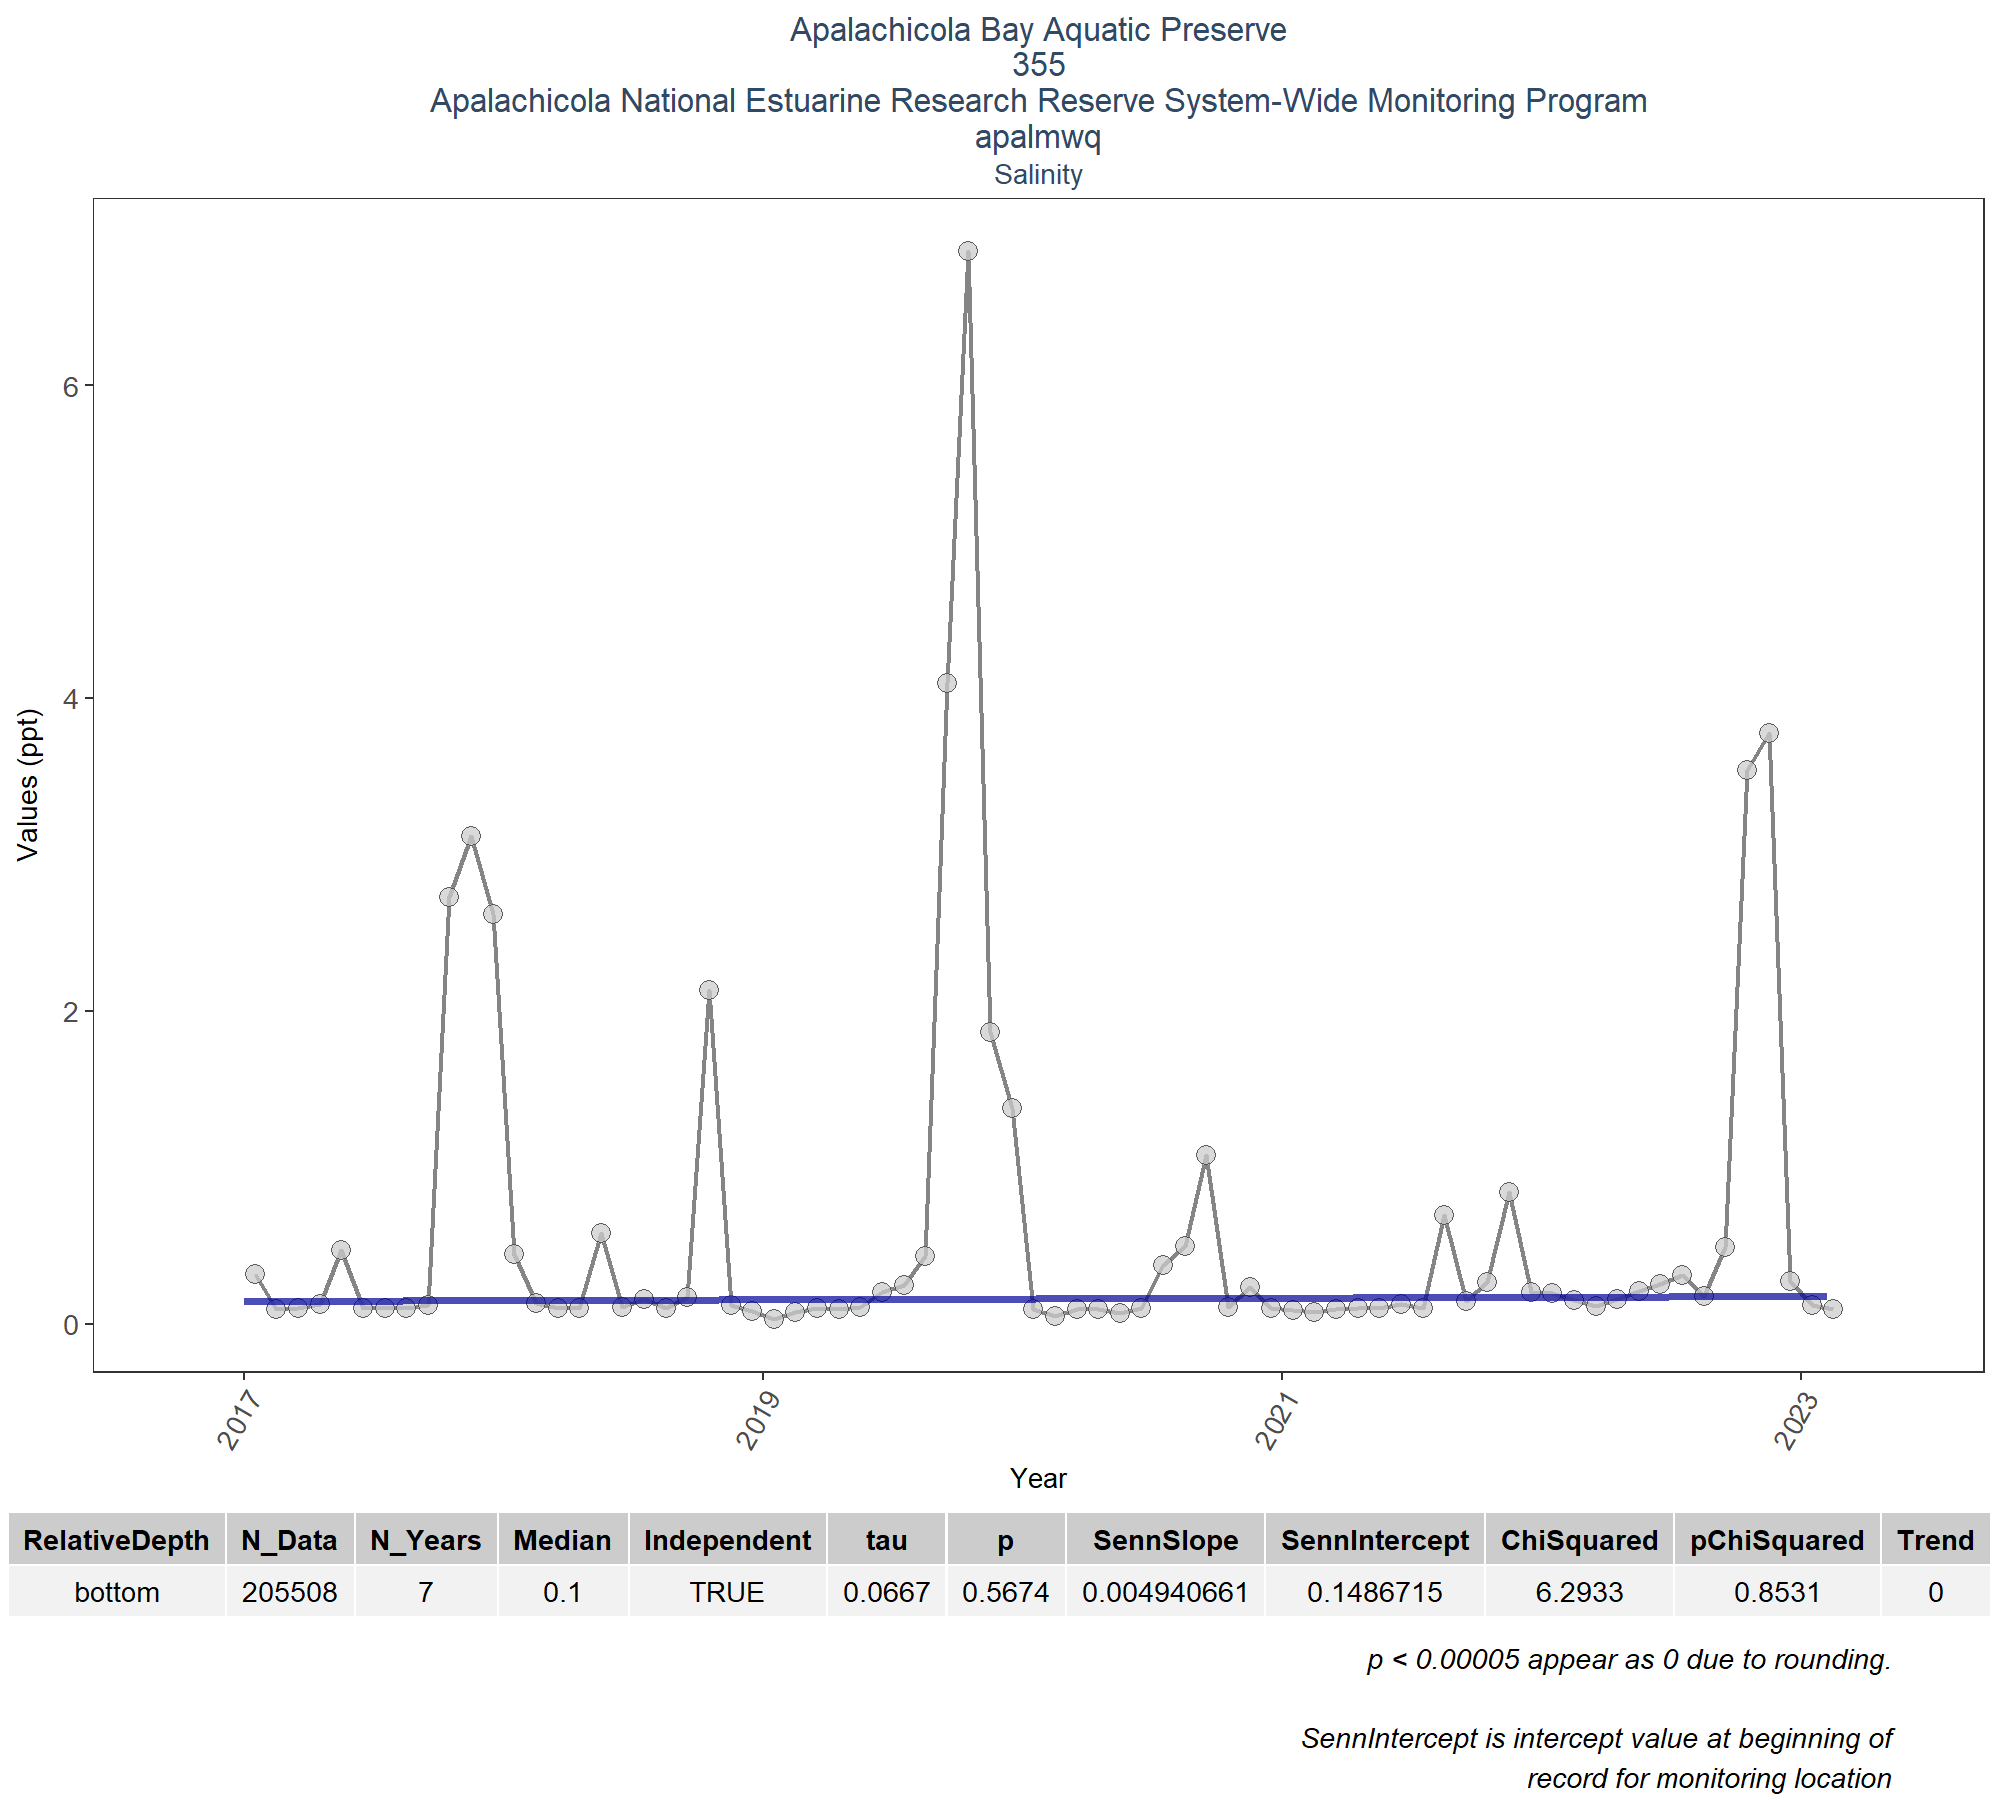 Apalachicola Bay Aquatic Preserve
355
Apalachicola National Estuarine Research Reserve System-Wide Monitoring Program
apalmwq
Salinity
6
4
2
0
Values (ppt)
2017 2019 2021 2023
Year
RelativeDepth N_Data N_Years Median Independent tau p SennSlope SennIntercept ChiSquared pChiSquared Trend
bottom 205508 7 0.1 TRUE 0.0667 0.5674 0.004940661 0.1486715 6.2933 0.8531 0
p < 0.00005 appear as 0 due to rounding.
SennIntercept is intercept value at beginning of
record for monitoring location